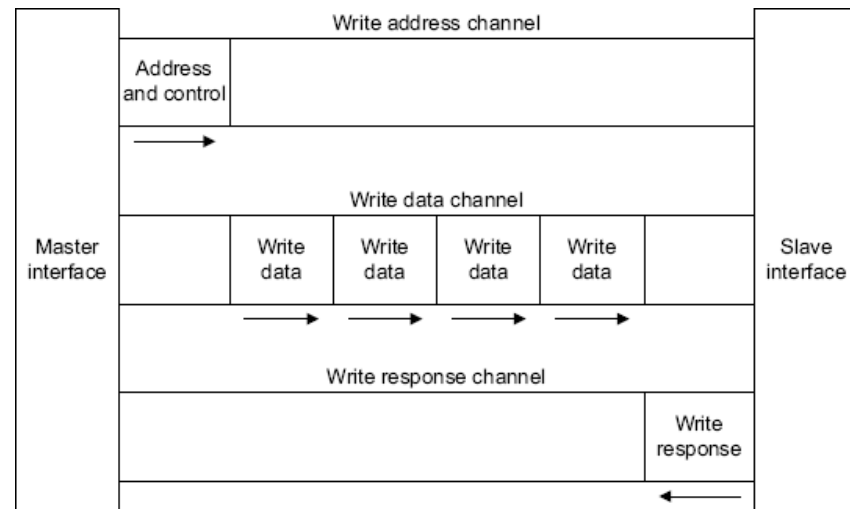 Write address channel
Address
and control
Write data channel
Master
interface
Write
data
Write
data
Write
data
Write
data
Slave
interface
Write response channel
Write
response